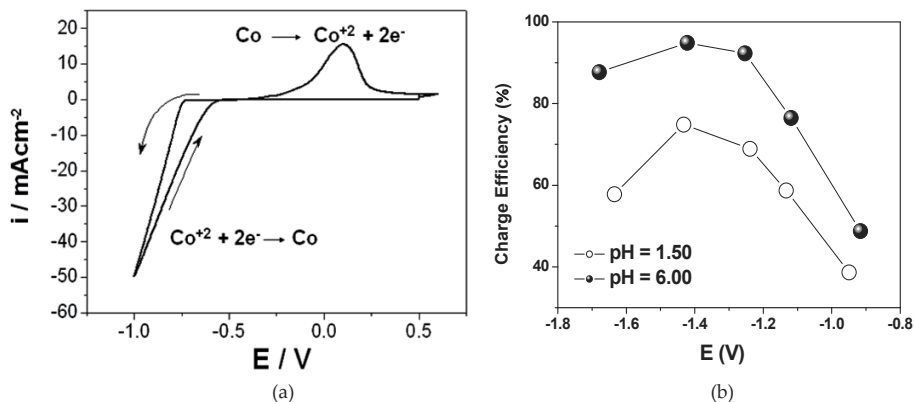 20
10
0
-10
-20
-30
-40
-50
-60
i / mAcm-2
Co → Co+2 + 2e-
Co+2 + 2e- → Co
-1.0 -0.5 0.0 0.5
E / V
(a)
100
80
60
40
Charge Efficiency (%)
pH = 1.50
pH = 6.00
-1.8 -1.6 -1.4 -1.2 -1.0 -0.8
E (V)
(b)